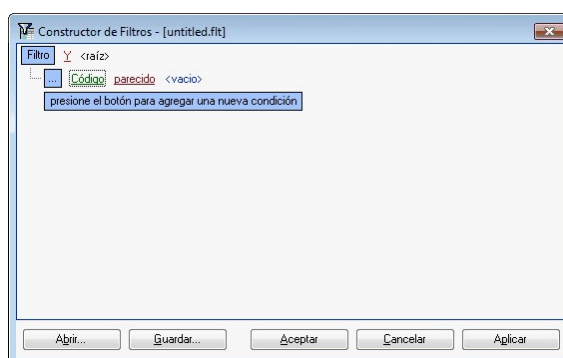 Constructor de Filtros - [untitled.flt]
Filtro Y <raíz>
... Código parecido <vacio>
presione el botón para agregar una nueva condición
Abrir... Guardar... Aceptar Cancelar Aplicar